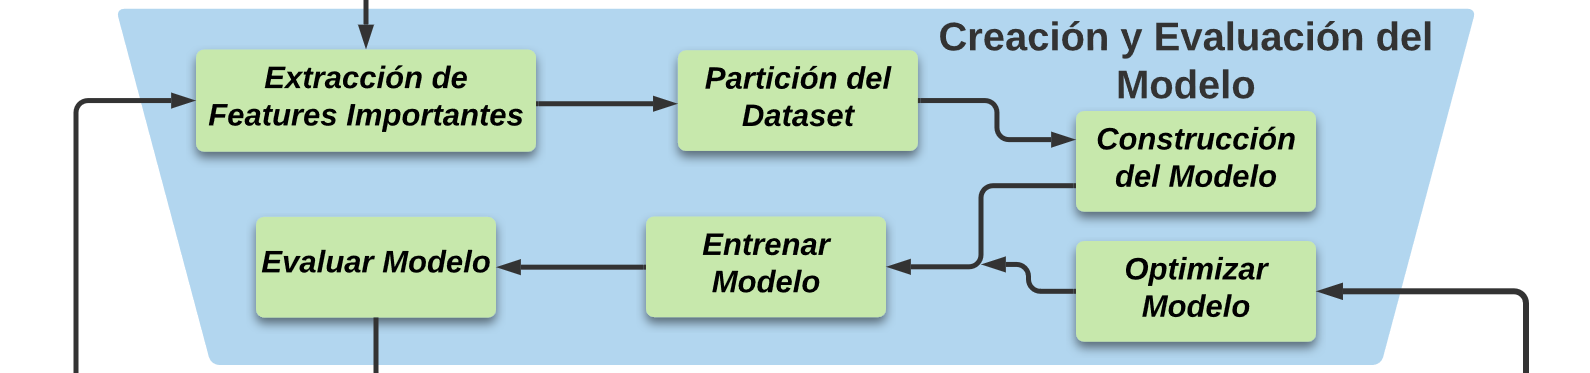 Creación y Evaluación del
Modelo
Extracción de
Features Importantes
Partición del
Dataset
Construcción
del Modelo
Evaluar Modelo
Entrenar
Modelo
Optimizar
Modelo